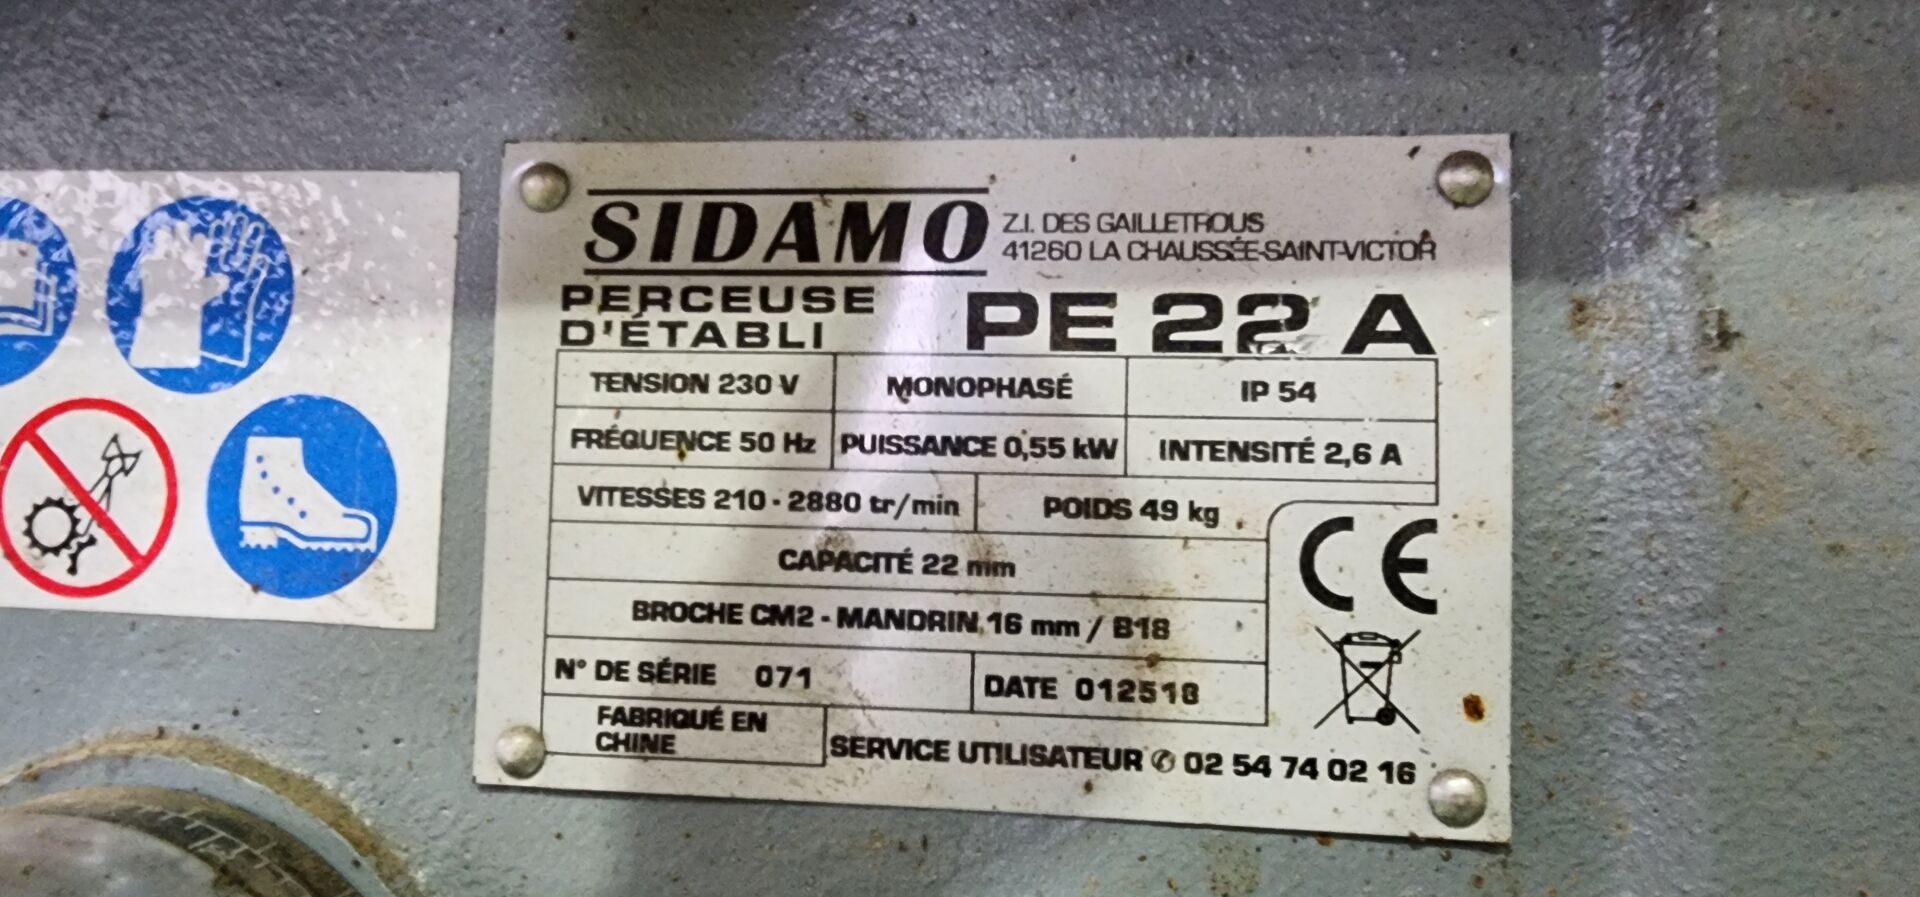 SIDAMO
Z.I. DES GAILLETROUS
41260 LA CHAUSSÉE-SAINT-VICTOR
PERCEUSE
D'ÉTABLI
PE 22 A
TENSION 230 V
MONOPHASÉ
IP 54
FRÉQUENCE 50 Hz
PUISSANCE 0,55 kW
INTENSITÉ 2,6 A
VITESSES 210 - 2880 tr/min
POIDS 49 kg
CAPACITÉ 22 mm
BROCHE CM2 - MANDRIN 16 mm / B18
N° DE SÉRIE 071
DATE 012518
CE
FABRIQUÉ EN
CHINE
SERVICE UTILISATEUR ✆ 02 54 74 02 16